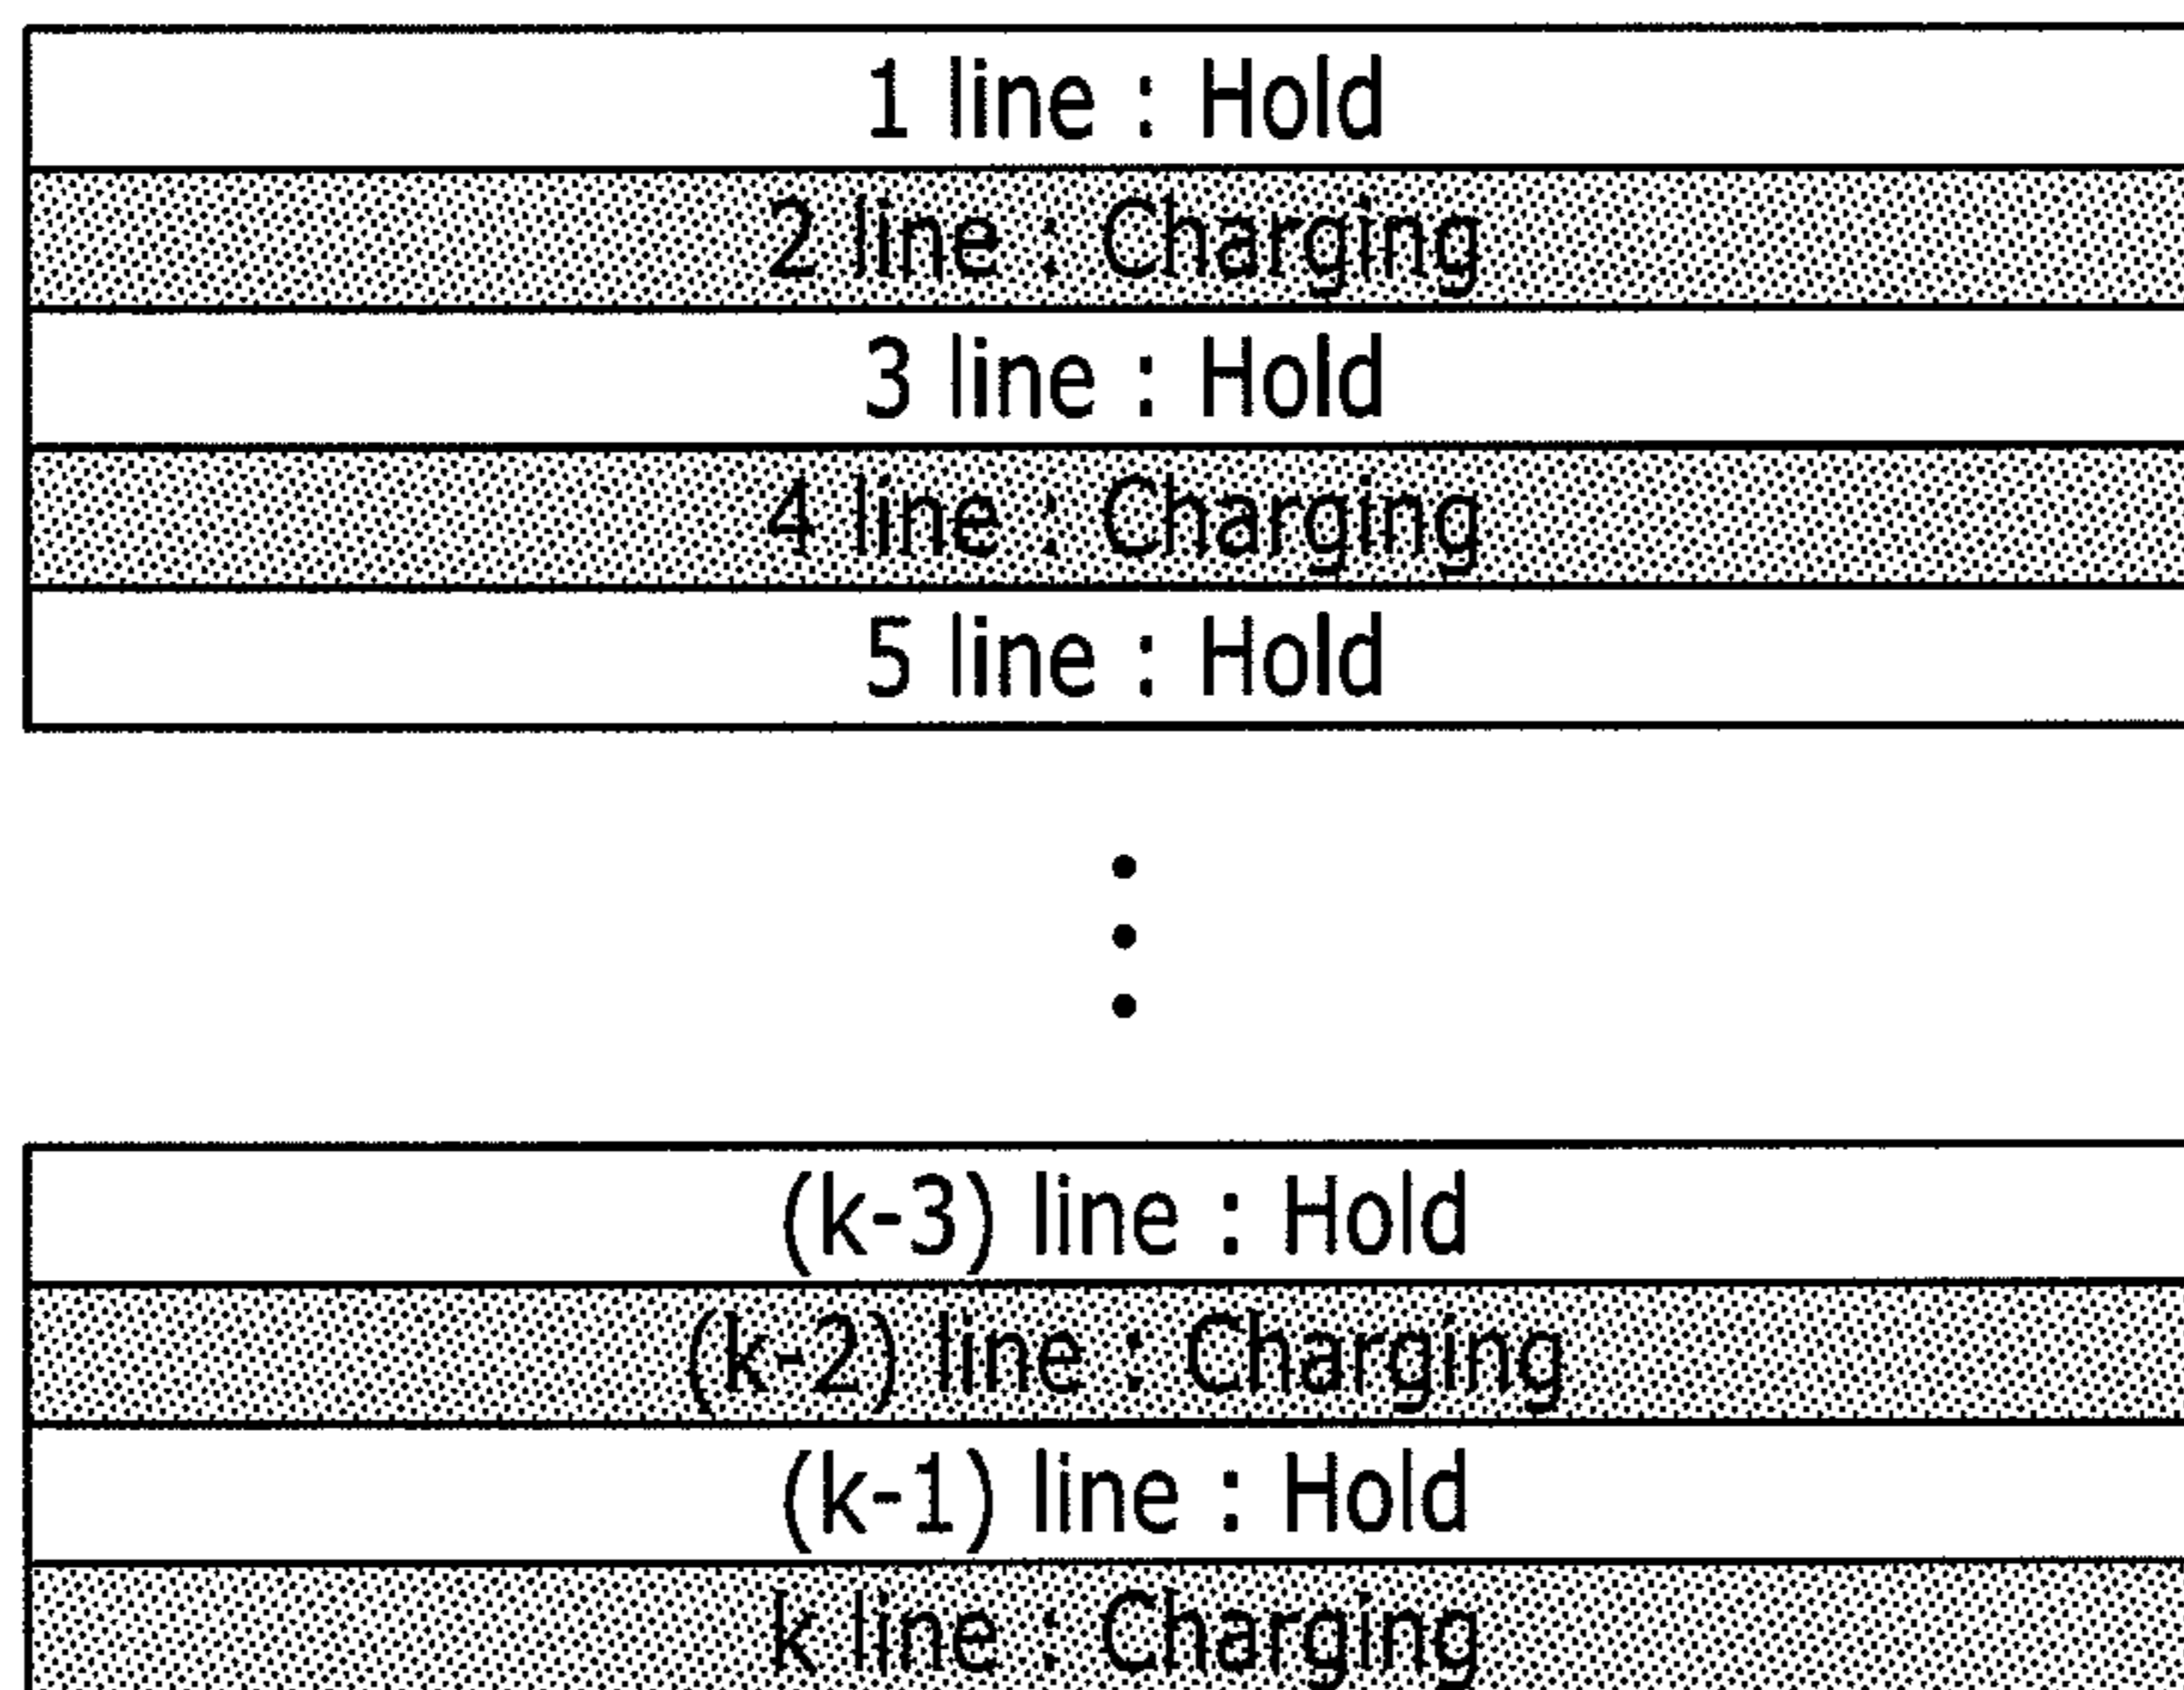 1 line : Hold
2 line : Charging
3 line : Hold
4 line : Charging
5 line : Hold
(k-3) line : Hold
(k-2) line : Charging
(k-1) line : Hold
k line : Charging